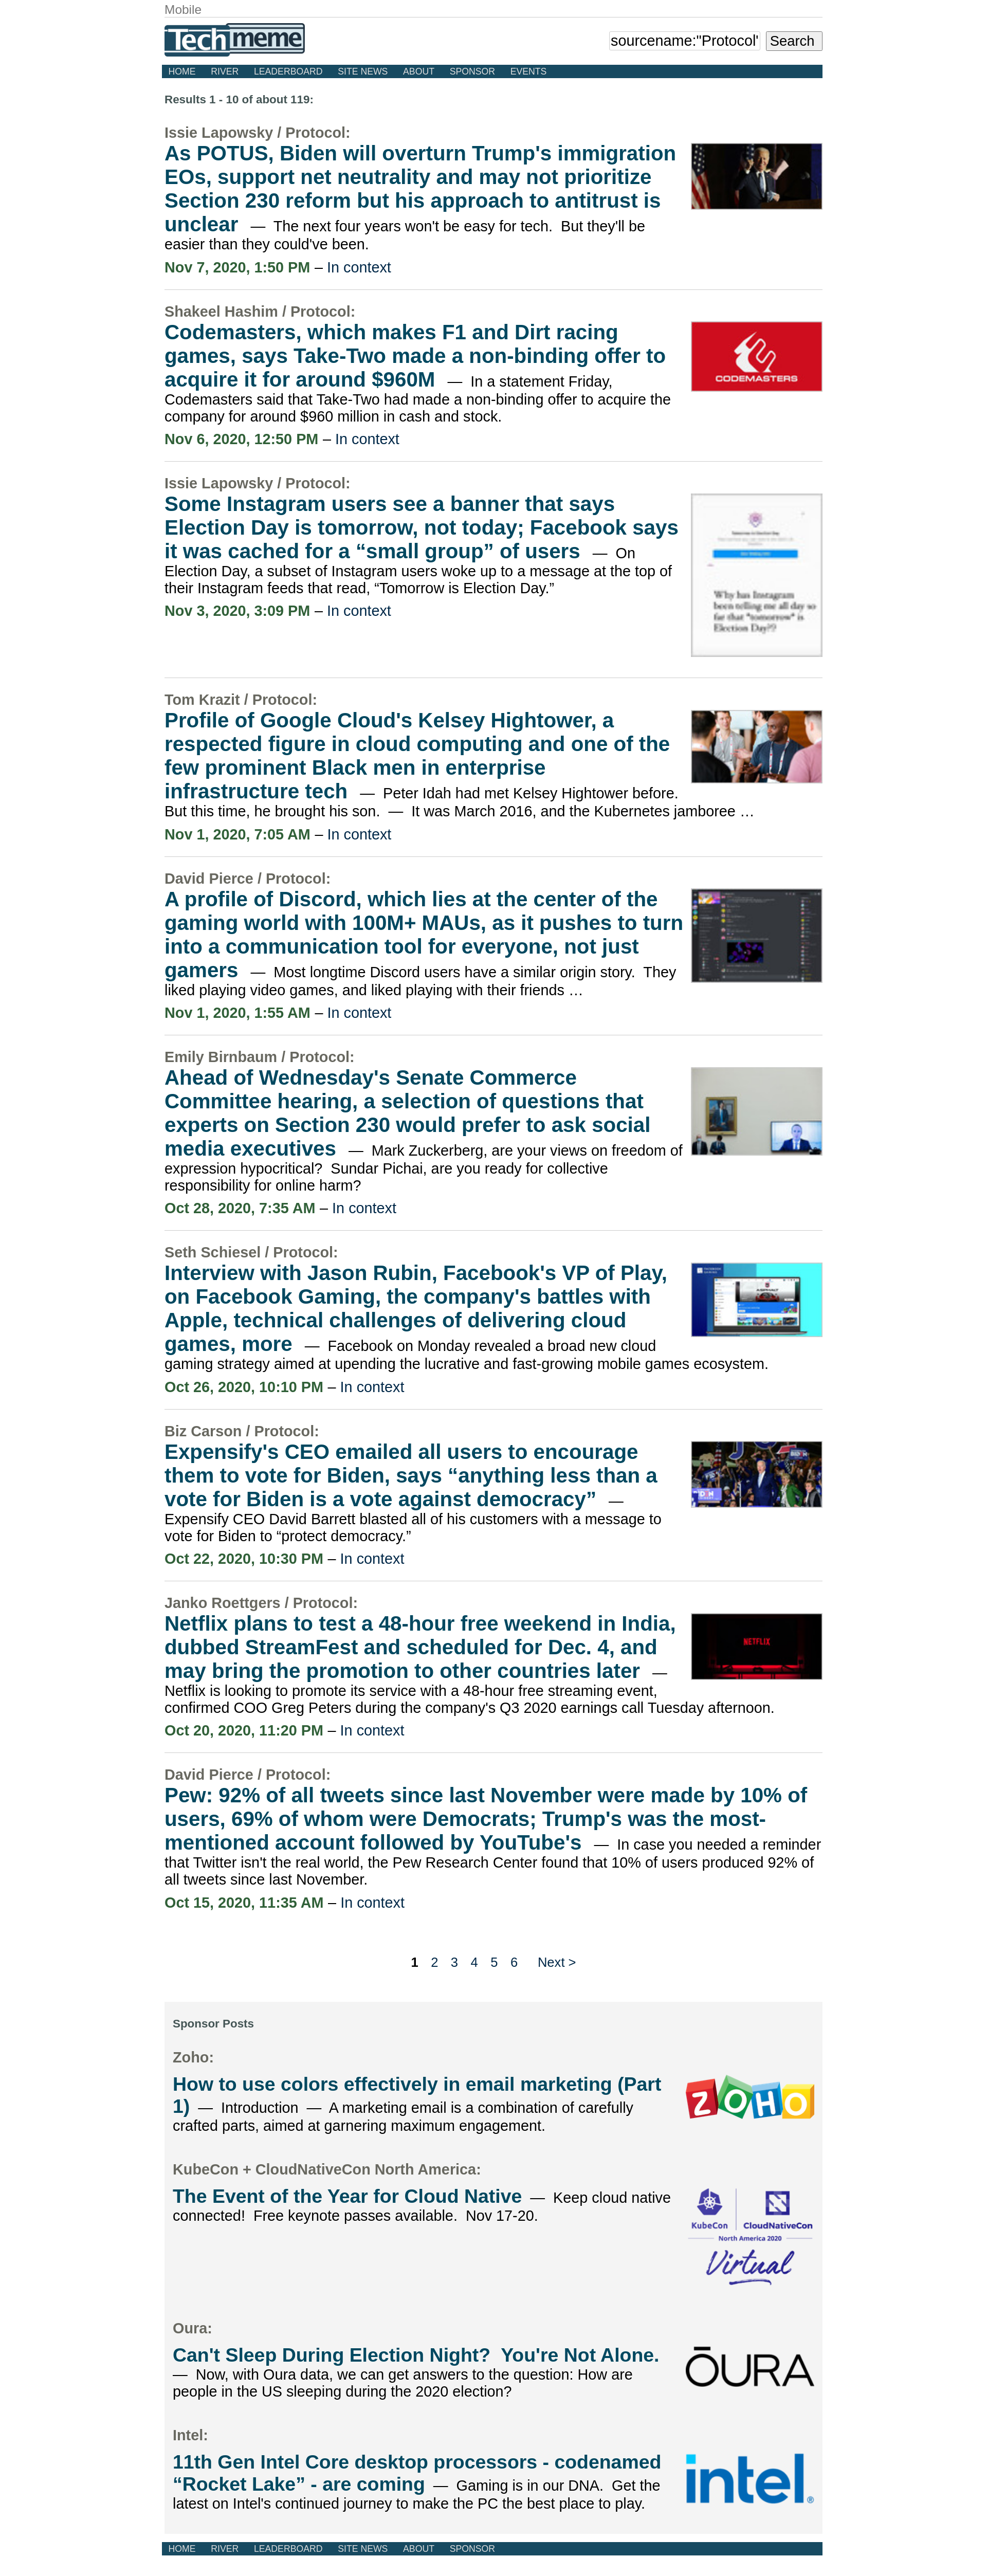 Mobile
Techmeme
sourcename:"Protocol"
Search
HOME RIVER LEADERBOARD SITE NEWS ABOUT SPONSOR EVENTS
Results 1 - 10 of about 119:
Issie Lapowsky / Protocol:
As POTUS, Biden will overturn Trump's immigration
EOs, support net neutrality and may not prioritize
Section 230 reform but his approach to antitrust is
unclear — The next four years won't be easy for tech. But they'll be
easier than they could've been.
Nov 7, 2020, 1:50 PM – In context
Shakeel Hashim / Protocol:
Codemasters, which makes F1 and Dirt racing
games, says Take-Two made a non-binding offer to
acquire it for around $960M — In a statement Friday,
Codemasters said that Take-Two had made a non-binding offer to acquire the
company for around $960 million in cash and stock.
CODEMASTERS
Nov 6, 2020, 12:50 PM – In context
Issie Lapowsky / Protocol:
Some Instagram users see a banner that says
Election Day is tomorrow, not today; Facebook says
it was cached for a “small group” of users — On
Election Day, a subset of Instagram users woke up to a message at the top of
their Instagram feeds that read, “Tomorrow is Election Day.”
Nov 3, 2020, 3:09 PM – In context
Why has Instagram
been telling me all day so
far that "tomorrow" is
Election Day??
Tom Krazit / Protocol:
Profile of Google Cloud's Kelsey Hightower, a
respected figure in cloud computing and one of the
few prominent Black men in enterprise
infrastructure tech — Peter Idah had met Kelsey Hightower before.
But this time, he brought his son. — It was March 2016, and the Kubernetes jamboree …
Nov 1, 2020, 7:05 AM – In context
David Pierce / Protocol:
A profile of Discord, which lies at the center of the
gaming world with 100M+ MAUs, as it pushes to turn
into a communication tool for everyone, not just
gamers — Most longtime Discord users have a similar origin story. They
liked playing video games, and liked playing with their friends …
Nov 1, 2020, 1:55 AM – In context
Emily Birnbaum / Protocol:
Ahead of Wednesday's Senate Commerce
Committee hearing, a selection of questions that
experts on Section 230 would prefer to ask social
media executives — Mark Zuckerberg, are your views on freedom of
expression hypocritical? Sundar Pichai, are you ready for collective
responsibility for online harm?
Oct 28, 2020, 7:35 AM – In context
Seth Schiesel / Protocol:
Interview with Jason Rubin, Facebook's VP of Play,
on Facebook Gaming, the company's battles with
Apple, technical challenges of delivering cloud
games, more — Facebook on Monday revealed a broad new cloud
gaming strategy aimed at upending the lucrative and fast-growing mobile games ecosystem.
Oct 26, 2020, 10:10 PM – In context
Biz Carson / Protocol:
Expensify's CEO emailed all users to encourage
them to vote for Biden, says “anything less than a
vote for Biden is a vote against democracy” —
Expensify CEO David Barrett blasted all of his customers with a message to
vote for Biden to “protect democracy.”
Oct 22, 2020, 10:30 PM – In context
Janko Roettgers / Protocol:
Netflix plans to test a 48-hour free weekend in India,
dubbed StreamFest and scheduled for Dec. 4, and
may bring the promotion to other countries later —
Netflix is looking to promote its service with a 48-hour free streaming event,
confirmed COO Greg Peters during the company's Q3 2020 earnings call Tuesday afternoon.
NETFLIX
Oct 20, 2020, 11:20 PM – In context
David Pierce / Protocol:
Pew: 92% of all tweets since last November were made by 10% of
users, 69% of whom were Democrats; Trump's was the most-
mentioned account followed by YouTube's — In case you needed a reminder
that Twitter isn't the real world, the Pew Research Center found that 10% of users produced 92% of
all tweets since last November.
Oct 15, 2020, 11:35 AM – In context
1 2 3 4 5 6 Next >
Sponsor Posts
Zoho:
How to use colors effectively in email marketing (Part
1) — Introduction — A marketing email is a combination of carefully
crafted parts, aimed at garnering maximum engagement.
ZOHO
KubeCon + CloudNativeCon North America:
The Event of the Year for Cloud Native — Keep cloud native
connected! Free keynote passes available. Nov 17-20.
KubeCon CloudNativeCon
North America 2020
Virtual
Oura:
Can't Sleep During Election Night? You're Not Alone.
— Now, with Oura data, we can get answers to the question: How are
people in the US sleeping during the 2020 election?
ŌURA
Intel:
11th Gen Intel Core desktop processors - codenamed
“Rocket Lake” - are coming — Gaming is in our DNA. Get the
latest on Intel's continued journey to make the PC the best place to play.
intel®
HOME RIVER LEADERBOARD SITE NEWS ABOUT SPONSOR